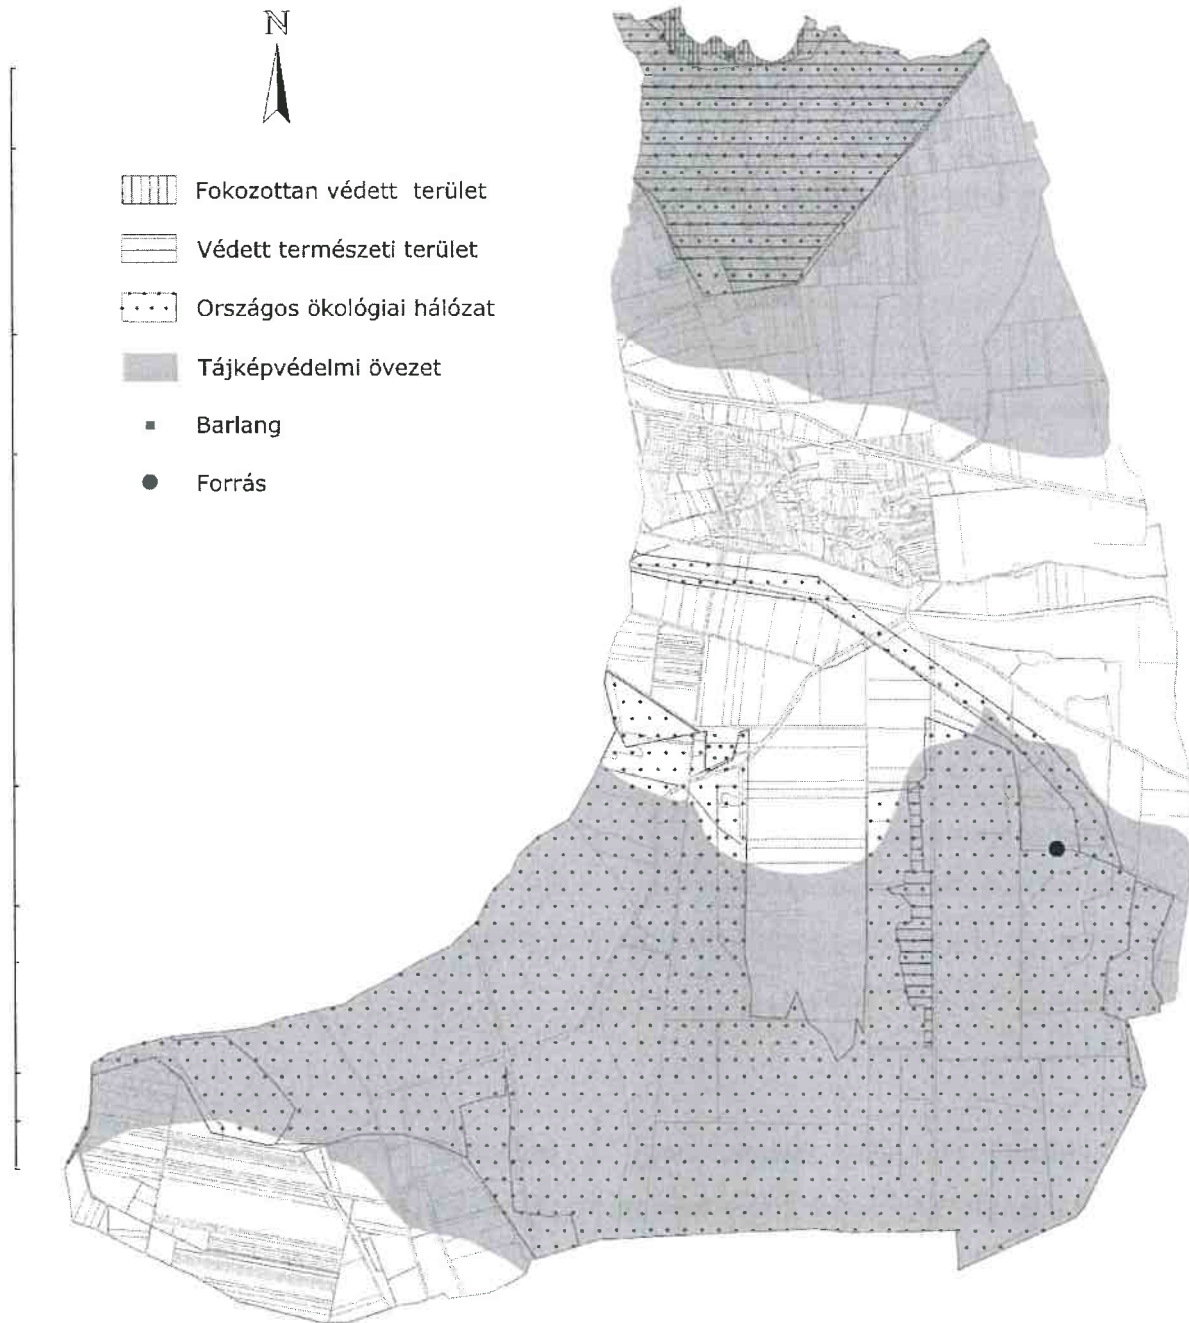 N
Fokozottan védett terület
Védett természeti terület
Országos ökológiai hálózat
Tájképvédelmi övezet
Barlang
Forrás